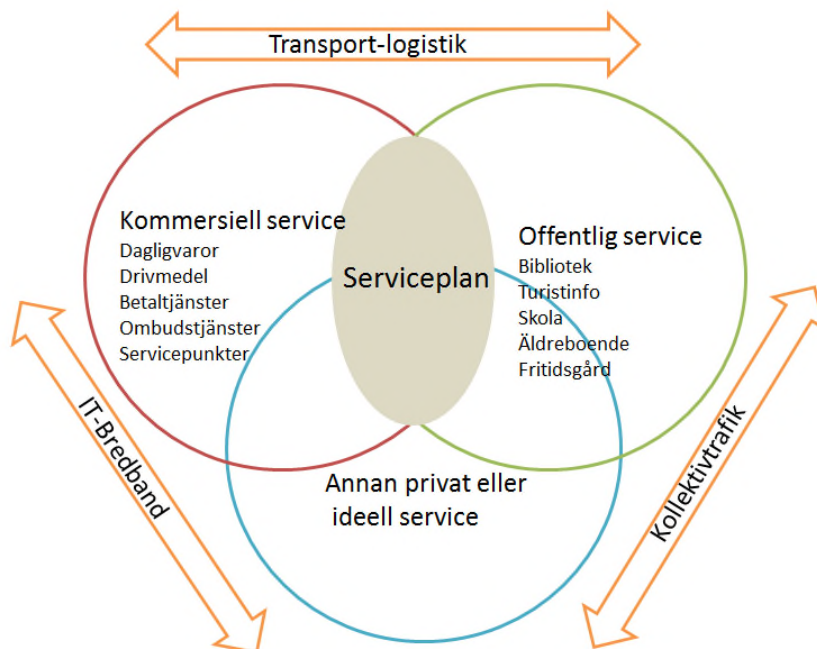 Transport-logistik
Kommersiell service
Dagligvaror
Drivmedel
Betaltjänster
Ombudstjänster
Servicepunkter
Serviceplan
Offentlig service
Bibliotek
Turistinfo
Skola
Äldreboende
Fritidsgård
IT-Bredband
Kollektivtrafik
Annan privat eller
ideell service